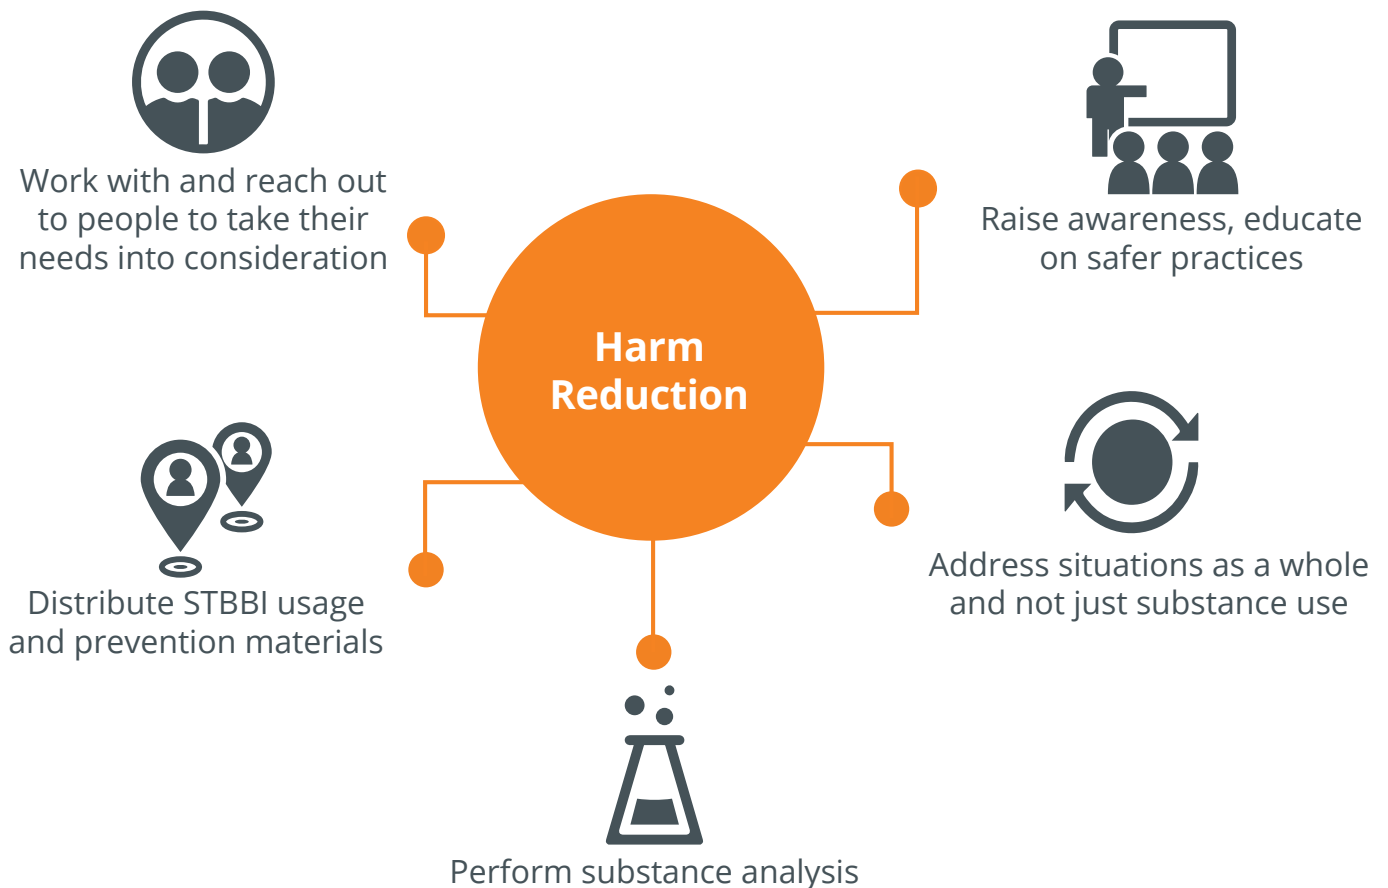 Work with and reach out
to people to take their
needs into consideration
Raise awareness, educate
on safer practices
Harm
Reduction
Distribute STBBI usage
and prevention materials
Address situations as a whole
and not just substance use
Perform substance analysis